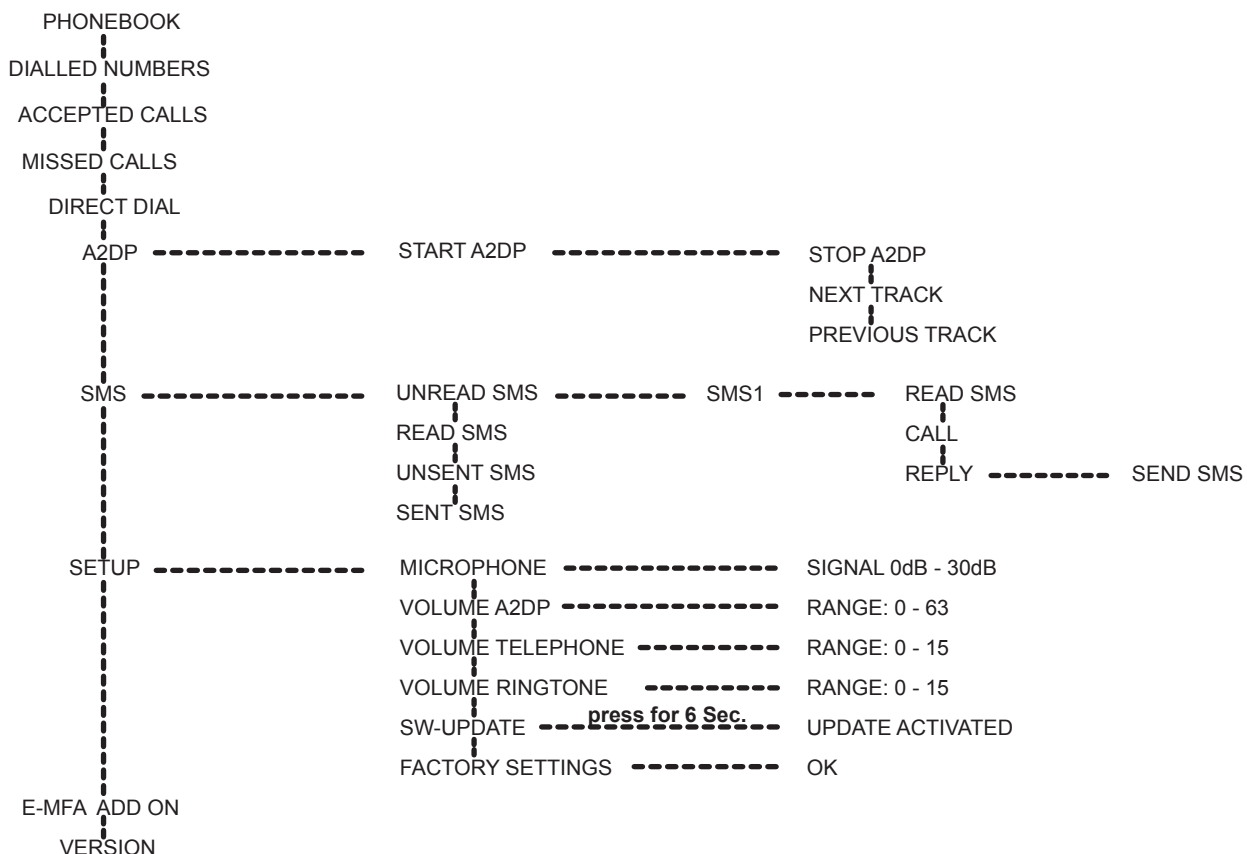 PHONEBOOK
DIALLED NUMBERS
ACCEPTED CALLS
MISSED CALLS
DIRECT DIAL
A2DP START A2DP STOP A2DP
NEXT TRACK
PREVIOUS TRACK
SMS UNREAD SMS SMS1 READ SMS
READ SMS CALL
UNSENT SMS REPLY SEND SMS
SENT SMS
SETUP MICROPHONE SIGNAL 0dB - 30dB
VOLUME A2DP RANGE: 0 - 63
VOLUME TELEPHONE RANGE: 0 - 15
VOLUME RINGTONE RANGE: 0 - 15
press for 6 Sec.
SW-UPDATE UPDATE ACTIVATED
FACTORY SETTINGS OK
E-MFA ADD ON
VERSION